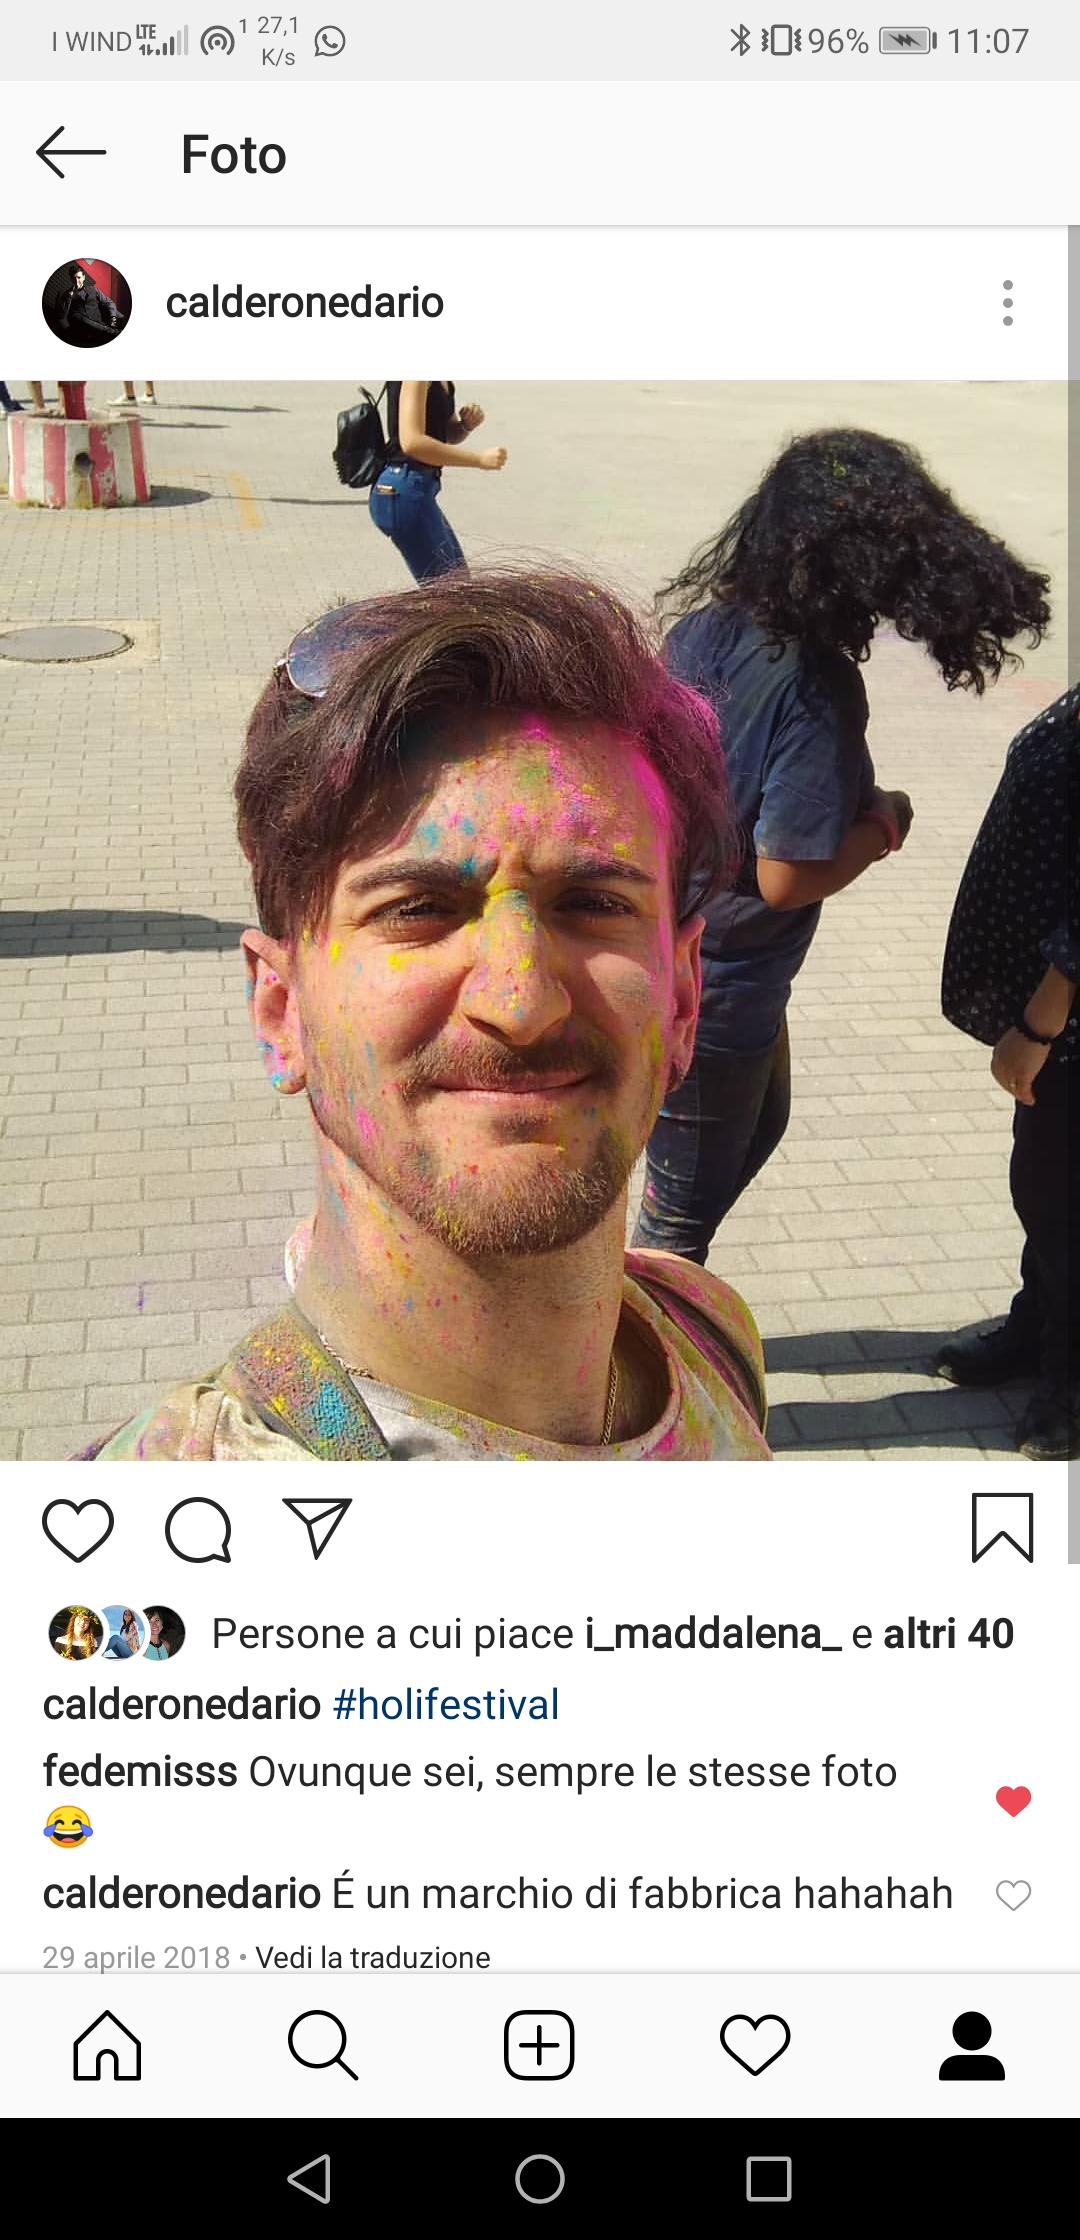 I WIND LTE 1 27,1 K/s 96% 11:07
Foto
calderonedario
Persone a cui piace i_maddalena_ e altri 40
calderonedario #holifestival
fedemisss Ovunque sei, sempre le stesse foto
😂
calderonedario É un marchio di fabbrica hahahah
29 aprile 2018 • Vedi la traduzione